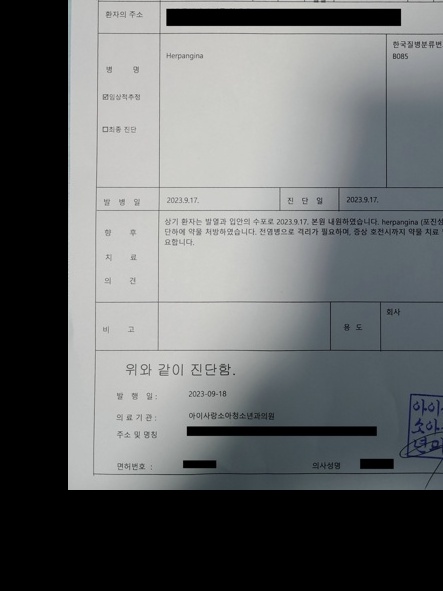 환자의 주소
한국질병분류번
병 명
Herpangina
B085
☑임상적추정
☐최종 진단
발 병 일 2023.9.17. 진 단 일 2023.9.17.
상기 환자는 발열과 입안의 수포로 2023.9.17. 본원 내원하였습니다. herpangina (포진성
향 후
단하에 약물 처방하였습니다. 전염병으로 격리가 필요하며, 증상 호전시까지 약물 치료
요합니다.
치 료
의 견
회사
비 고 용 도
위와 같이 진단함.
발 행 일: 2023-09-18
의료기관: 아이사랑소아청소년과의원
주소 및 명칭
면허번호 : 의사성명
아이
소아
년